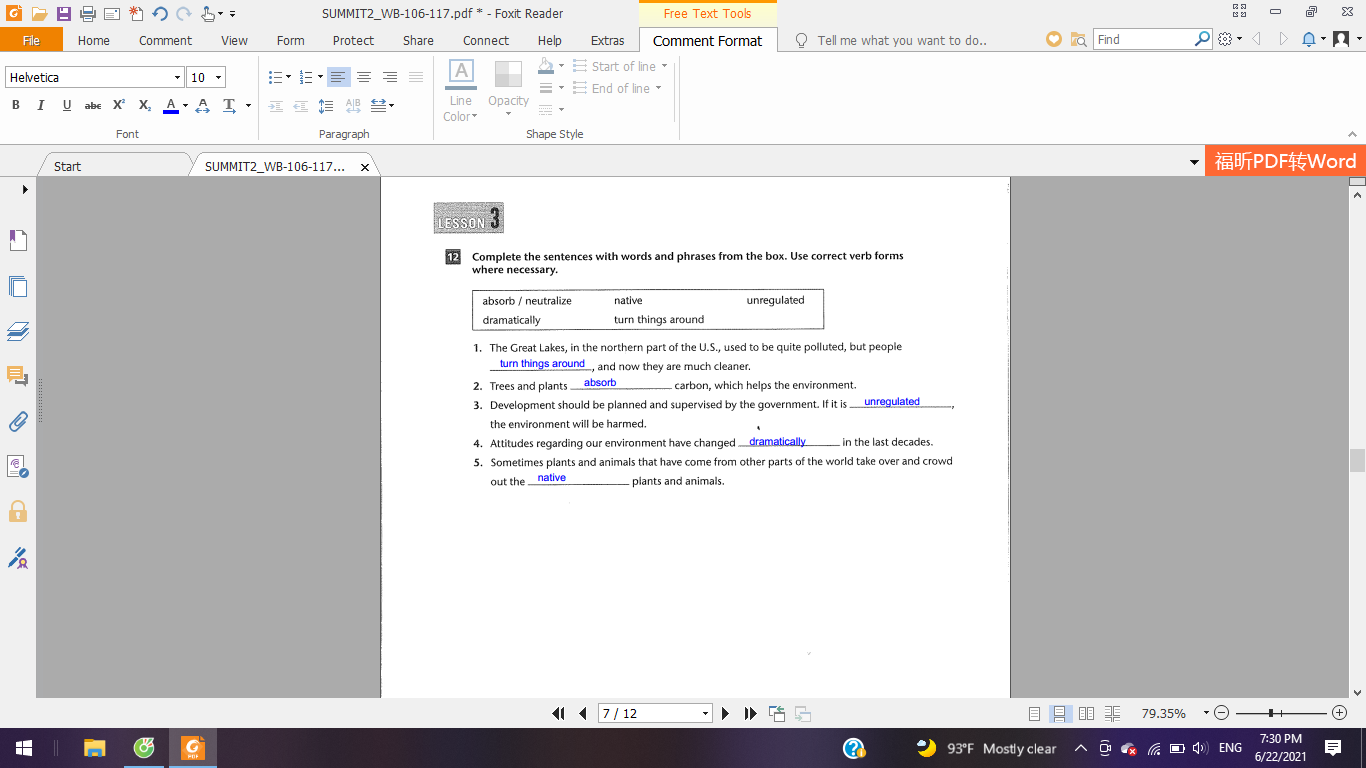 SUMMIT2_WB-106-117.pdf * - Foxit Reader
Free Text Tools
File Home Comment View Form Protect Share Connect Help Extras Comment Format Tell me what you want to do.. Find
Helvetica 10
Start of line
End of line
B I U abc X² X₂ A A T
A|B
Line Color
Opacity
Font Paragraph Shape Style
Start SUMMIT2_WB-106-117... 福昕PDF转Word
LESSON 3
12 Complete the sentences with words and phrases from the box. Use correct verb forms
where necessary.
absorb / neutralize native unregulated
dramatically turn things around
1. The Great Lakes, in the northern part of the U.S., used to be quite polluted, but people
turn things around, and now they are much cleaner.
2. Trees and plants absorb carbon, which helps the environment.
3. Development should be planned and supervised by the government. If it is unregulated,
the environment will be harmed.
4. Attitudes regarding our environment have changed dramatically in the last decades.
5. Sometimes plants and animals that have come from other parts of the world take over and crowd
out the native plants and animals.
7 / 12 79.35%
93°F Mostly clear ENG 7:30 PM
6/22/2021